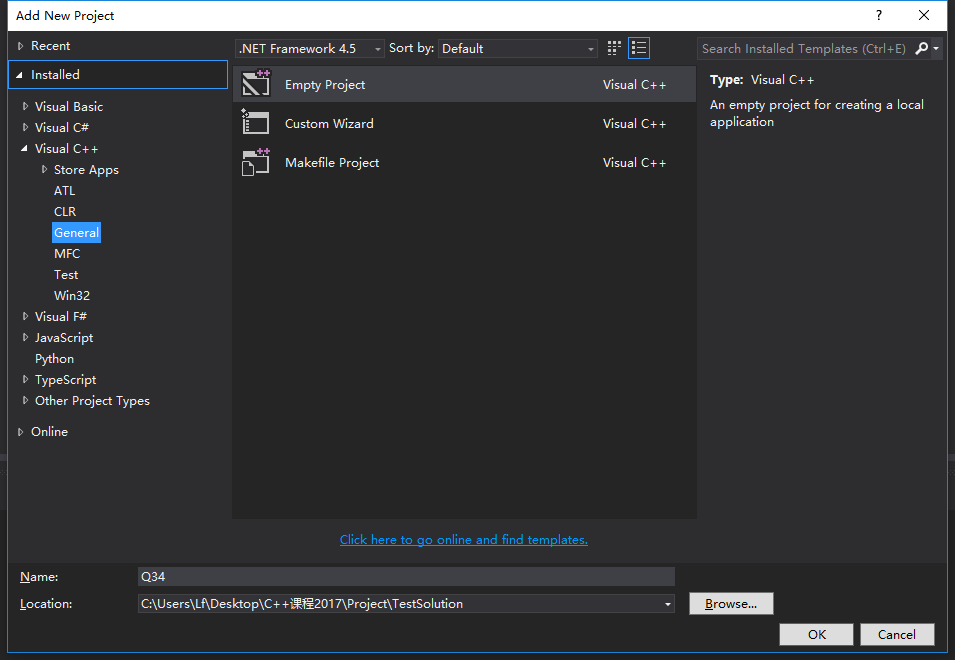 Add New Project
?
Recent
.NET Framework 4.5
Sort by:
Default
Search Installed Templates (Ctrl+E)
Installed
Visual Basic
Visual C#
Visual C++
Store Apps
ATL
CLR
General
MFC
Test
Win32
Visual F#
JavaScript
Python
TypeScript
Other Project Types
Online
Empty Project
Visual C++
Custom Wizard
Visual C++
Makefile Project
Visual C++
Type: Visual C++
An empty project for creating a local
application
Click here to go online and find templates.
Name:
Q34
Location:
C:\Users\Lf\Desktop\C++课程2017\Project\TestSolution
Browse...
OK
Cancel